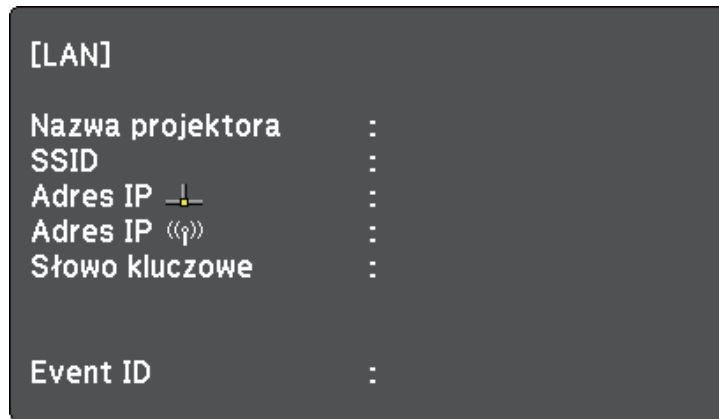 [LAN]
Nazwa projektora :
SSID :
Adres IP :
Adres IP :
Słowo kluczowe :
Event ID :